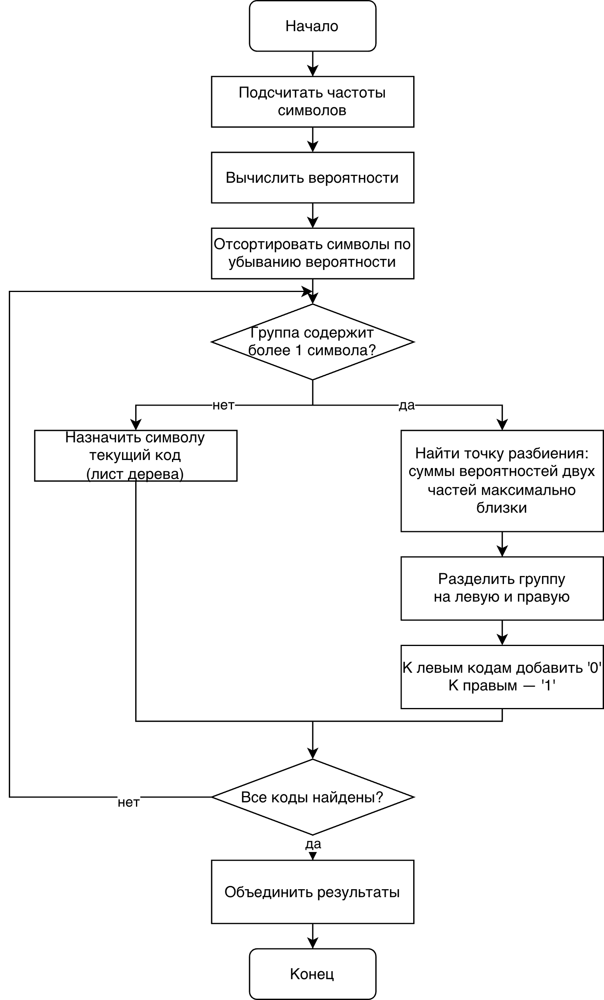 Начало
Подсчитать частоты
символов
Вычислить вероятности
Отсортировать символы по
убыванию вероятности
Группа содержит
более 1 символа?
нет
да
Назначить символу
текущий код
(лист дерева)
Найти точку разбиения:
суммы вероятностей двух
частей максимально
близки
Разделить группу
на левую и правую
К левым кодам добавить '0'
К правым — '1'
Все коды найдены?
нет
да
Объединить результаты
Конец